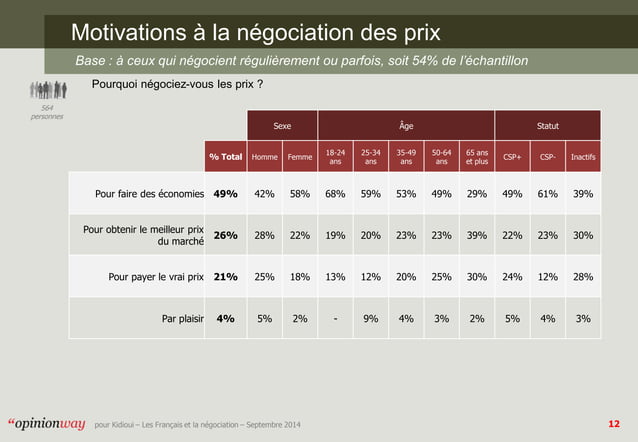 Motivations à la négociation des prix
Base : à ceux qui négocient régulièrement ou parfois, soit 54% de l'échantillon
Pourquoi négociez-vous les prix ?
564
personnes
Sexe Âge Statut
% Total Homme Femme 18-24 ans 25-34 ans 35-49 ans 50-64 ans 65 ans et plus CSP+ CSP- Inactifs
Pour faire des économies 49% 42% 58% 68% 59% 53% 49% 29% 49% 61% 39%
Pour obtenir le meilleur prix
du marché 26% 28% 22% 19% 20% 23% 23% 39% 22% 23% 30%
Pour payer le vrai prix 21% 25% 18% 13% 12% 20% 25% 30% 24% 12% 28%
Par plaisir 4% 5% 2% - 9% 4% 3% 2% 5% 4% 3%
“opinionway pour Kidioui – Les Français et la négociation – Septembre 2014 12